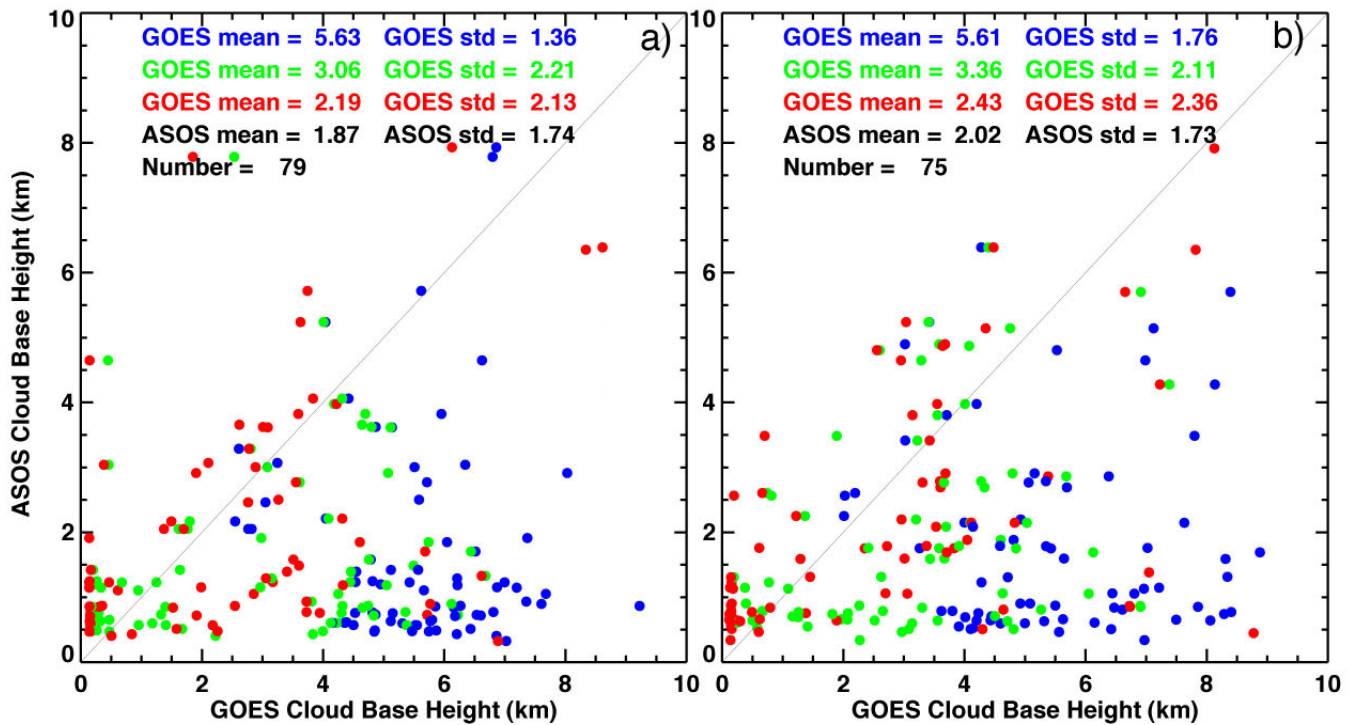 GOES mean = 5.63 GOES std = 1.36 a)
GOES mean = 3.06 GOES std = 2.21
GOES mean = 2.19 GOES std = 2.13
ASOS mean = 1.87 ASOS std = 1.74
Number = 79
10
8
6
4
2
0
ASOS Cloud Base Height (km)
0 2 4 6 8 10
GOES Cloud Base Height (km)
GOES mean = 5.61 GOES std = 1.76 b)
GOES mean = 3.36 GOES std = 2.11
GOES mean = 2.43 GOES std = 2.36
ASOS mean = 2.02 ASOS std = 1.73
Number = 75
10
8
6
4
2
0
0 2 4 6 8 10
GOES Cloud Base Height (km)